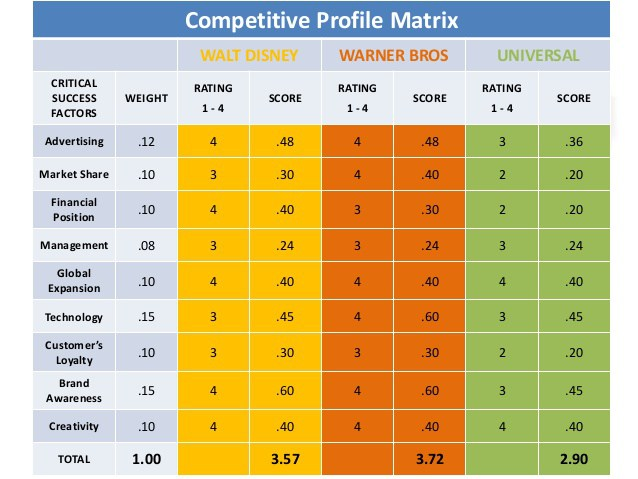 Competitive Profile Matrix
WALT DISNEY WARNER BROS UNIVERSAL
CRITICAL SUCCESS FACTORS WEIGHT RATING 1 - 4 SCORE RATING 1 - 4 SCORE RATING 1 - 4 SCORE
Advertising .12 4 .48 4 .48 3 .36
Market Share .10 3 .30 4 .40 2 .20
Financial Position .10 4 .40 3 .30 2 .20
Management .08 3 .24 3 .24 3 .24
Global Expansion .10 4 .40 4 .40 4 .40
Technology .15 3 .45 4 .60 3 .45
Customer's Loyalty .10 3 .30 3 .30 2 .20
Brand Awareness .15 4 .60 4 .60 3 .45
Creativity .10 4 .40 4 .40 4 .40
TOTAL 1.00 3.57 3.72 2.90